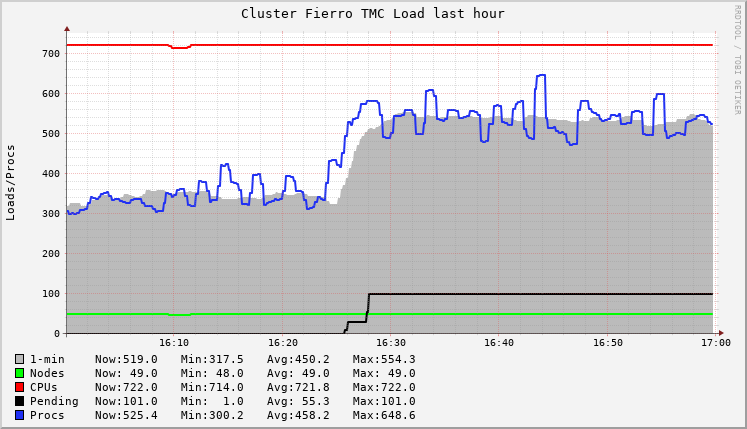 Cluster Fierro TMC Load last hour
RRDTOOL / TOBI OETIKER
Loads/Procs
700
600
500
400
300
200
100
0
16:10 16:20 16:30 16:40 16:50 17:00
1-min Now:519.0 Min:317.5 Avg:450.2 Max:554.3
Nodes Now: 49.0 Min: 48.0 Avg: 49.0 Max: 49.0
CPUs Now:722.0 Min:714.0 Avg:721.8 Max:722.0
Pending Now:101.0 Min: 1.0 Avg: 55.3 Max:101.0
Procs Now:525.4 Min:300.2 Avg:458.2 Max:648.6